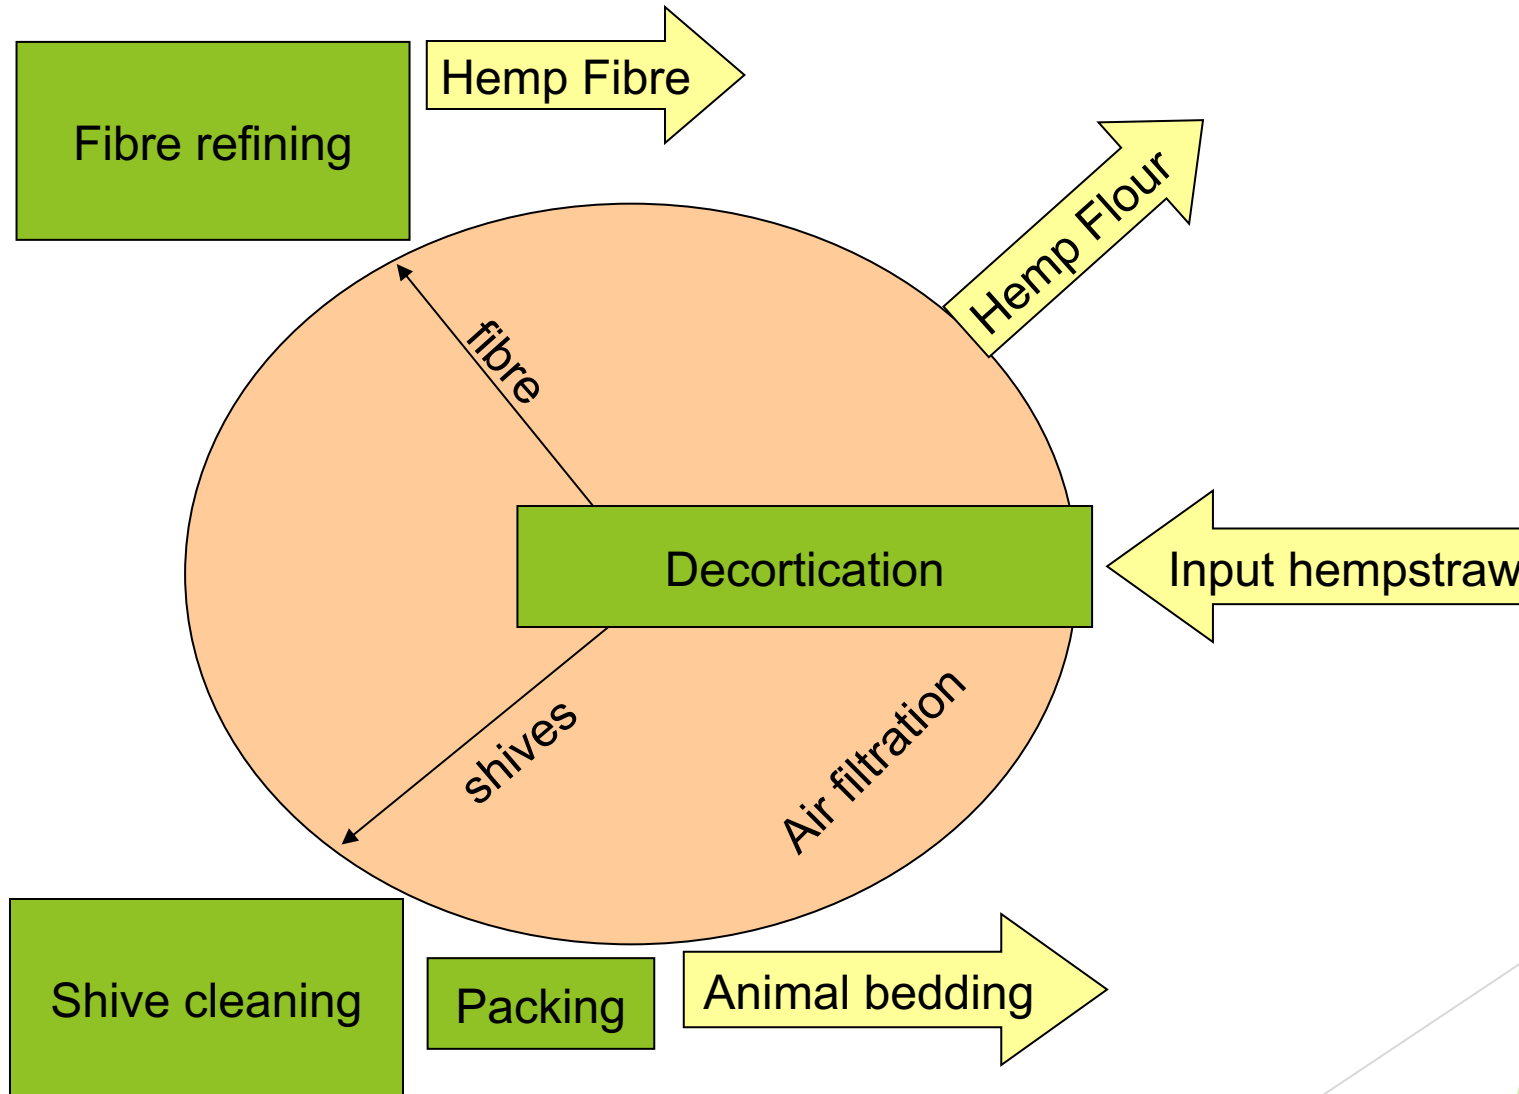 Hemp Fibre
Fibre refining
Hemp Flour
fibre
Decortication
Input hempstraw
shives
Air filtration
Shive cleaning
Packing
Animal bedding